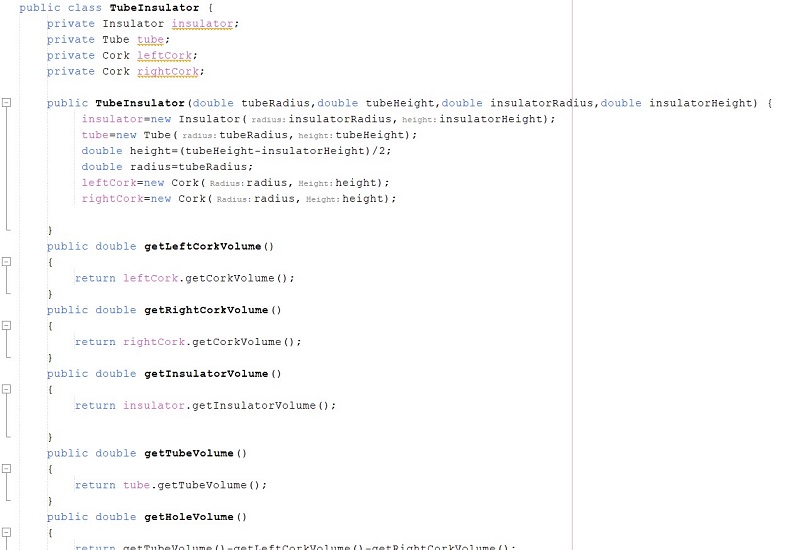 public class TubeInsulator {
private Insulator insulator;
private Tube tube;
private Cork leftCork;
private Cork rightCork;
public TubeInsulator(double tubeRadius,double tubeHeight,double insulatorRadius,double insulatorHeight) {
insulator=new Insulator( radius: insulatorRadius, height: insulatorHeight);
tube=new Tube( radius: tubeRadius, height: tubeHeight);
double height=(tubeHeight-insulatorHeight)/2;
double radius=tubeRadius;
leftCork=new Cork( Radius: radius, Height: height);
rightCork=new Cork( Radius: radius, Height: height);
}
public double getLeftCorkVolume()
{
return leftCork.getCorkVolume();
}
public double getRightCorkVolume()
{
return rightCork.getCorkVolume();
}
public double getInsulatorVolume()
{
return insulator.getInsulatorVolume();
}
public double getTubeVolume()
{
return tube.getTubeVolume();
}
public double getHoleVolume()
{
return getTubeVolume()-getLeftCorkVolume()-getRightCorkVolume();